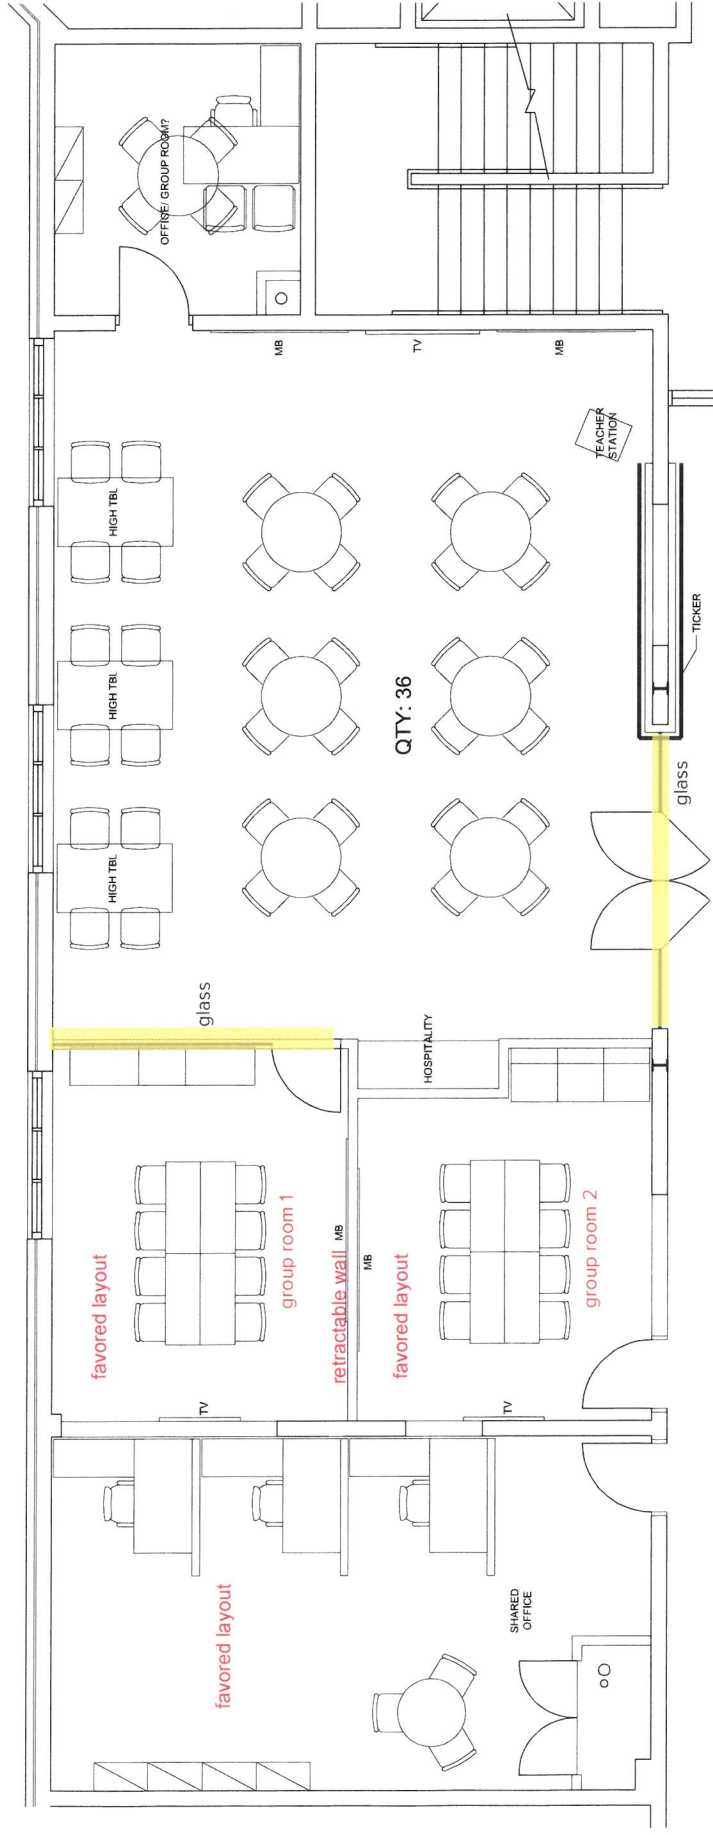 OFFICE/ GROUP ROOM?
MB
TV
MB
TEACHER
STATION
HIGH TBL
HIGH TBL
HIGH TBL
QTY: 36
TICKER
glass
glass
HOSPITALITY
group room 1
MB
retractable wall
MB
favored layout
favored layout
group room 2
TV
TV
favored layout
SHARED
OFFICE